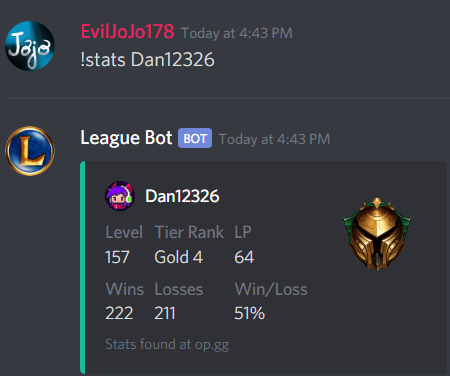 Jojo
EvilJoJo178 Today at 4:43 PM
!stats Dan12326
L
League Bot BOT Today at 4:43 PM
Dan12326
Level Tier Rank LP
157 Gold 4 64
Wins Losses Win/Loss
222 211 51%
Stats found at op.gg